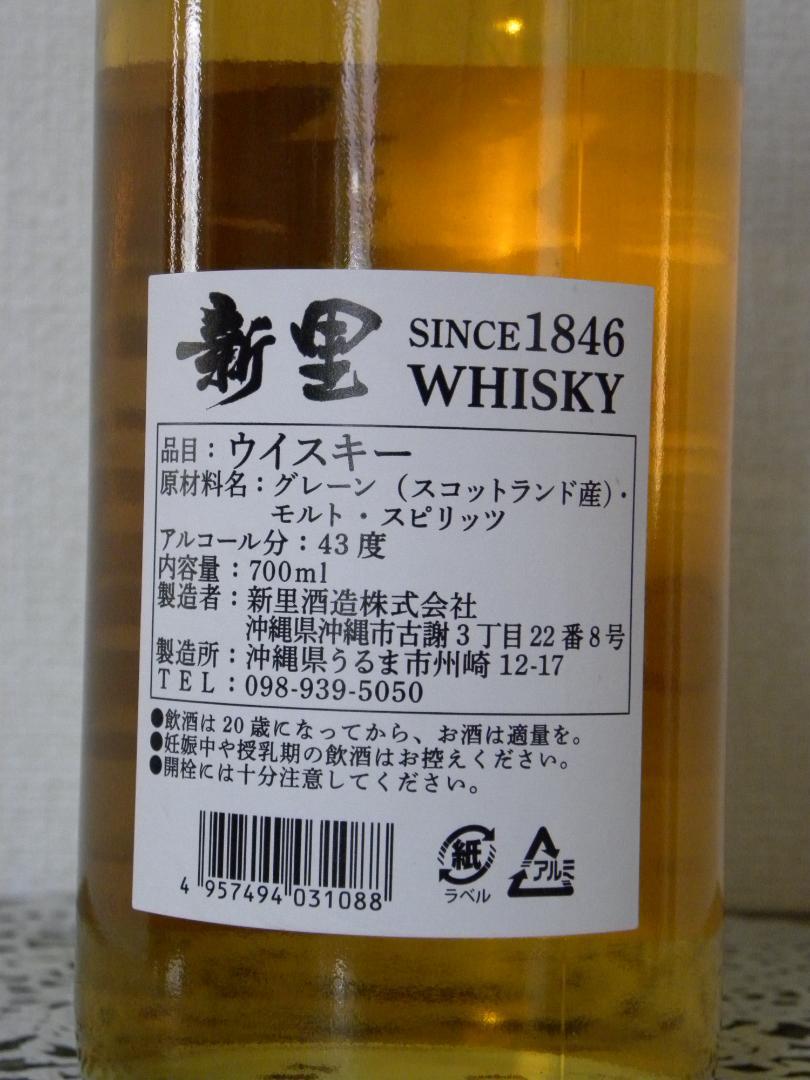 新里
SINCE1846
WHISKY
品目：ウイスキー
原材料名：グレーン（スコットランド産）・
モルト・スピリッツ
アルコール分：43度
内容量：700ml
製造者：新里酒造株式会社
沖縄県沖縄市古謝3丁目22番8号
製造所：沖縄県うるま市州崎12-17
TEL：098-939-5050
●飲酒は20歳になってから、お酒は適量を。
●妊娠中や授乳期の飲酒はお控えください。
●開栓には十分注意してください。
4 957494 031088
紙
ラベル
アルミ